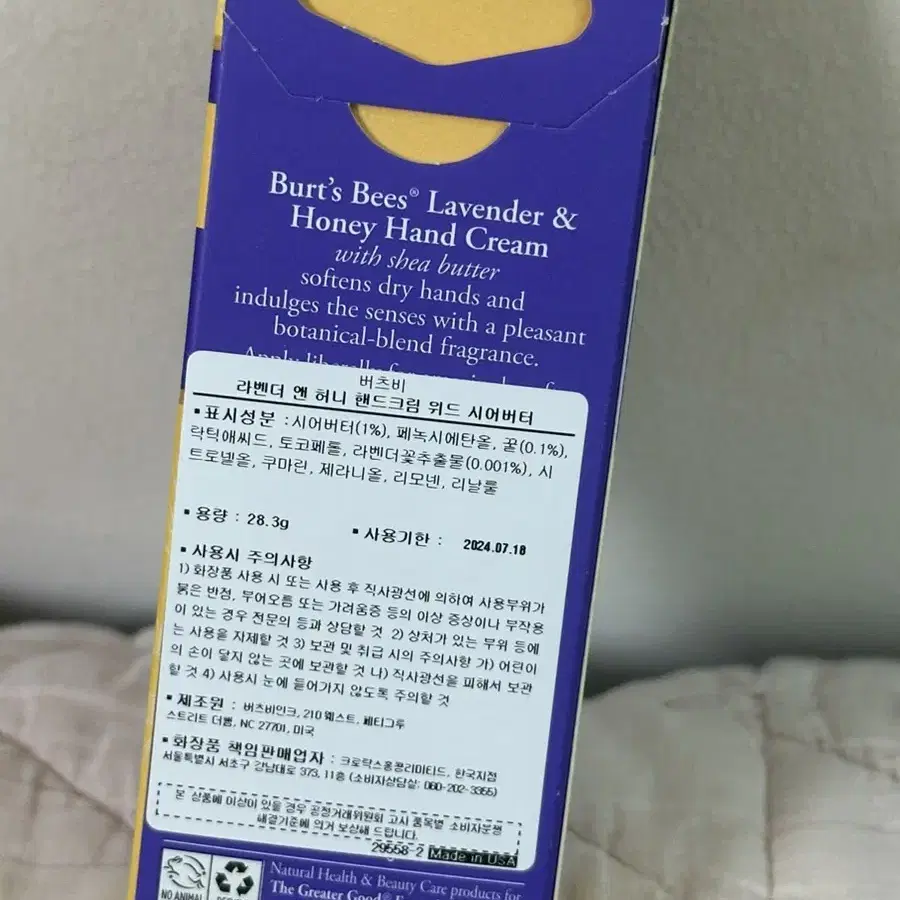 Burt's Bees® Lavender &
Honey Hand Cream
with shea butter
softens dry hands and
indulges the senses with a pleasant
botanical-blend fragrance.
버츠비
라벤더 앤 허니 핸드크림 위드 시어버터
▪ 표시성분 : 시어버터(1%), 페녹시에탄올, 꿀(0.1%),
락틱애씨드, 토코페롤, 라벤더꽃추출물(0.001%), 시
트로넬올, 쿠마린, 제라니올, 리모넨, 리날룰
▪ 용량 : 28.3g ▪ 사용기한 : 2024.07.18
▪ 사용시 주의사항
1) 화장품 사용 시 또는 사용 후 직사광선에 의하여 사용부위가
붉은 반점, 부어오름 또는 가려움증 등의 이상 증상이나 부작용
이 있는 경우 전문의 등과 상담할 것 2) 상처가 있는 부위 등에
는 사용을 자제할 것 3) 보관 및 취급 시의 주의사항 가) 어린이
의 손이 닿지 않는 곳에 보관할 것 나) 직사광선을 피해서 보관
할 것 4) 사용시 눈에 들어가지 않도록 주의할 것
▪ 제조원 : 버츠비인크, 210 웨스트, 페티그루
스트리트 더램, NC 27701, 미국
▪ 화장품 책임판매업자 : 크로락스홍콩리미티드, 한국지점
서울특별시 서초구 강남대로 373, 11층 (소비자상담실: 080-202-3355)
본 상품에 이상이 있을 경우 공정거래위원회 고시 품목별 소비자분쟁
해결기준에 의거 보상해 드립니다.
29558-2 Made in USA
NO ANIMAL
Natural Health & Beauty Care products for
The Greater Good®